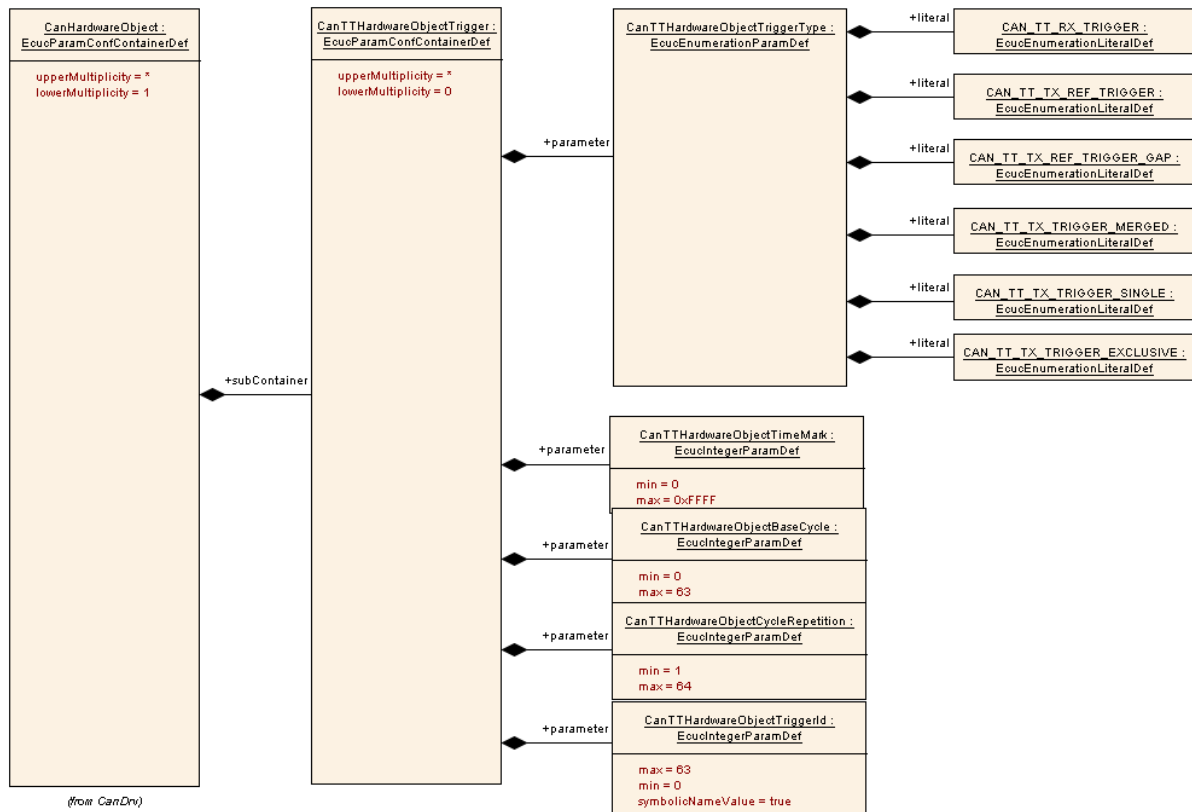 CanHardwareObject :
EcucParamConfContainerDef
upperMultiplicity = *
lowerMultiplicity = 1
(from CanDrv)
+subContainer
CanTTHardwareObjectTrigger :
EcucParamConfContainerDef
upperMultiplicity = *
lowerMultiplicity = 0
+parameter
CanTTHardwareObjectTriggerType :
EcucEnumerationParamDef
+literal
CAN_TT_RX_TRIGGER :
EcucEnumerationLiteralDef
+literal
CAN_TT_TX_REF_TRIGGER :
EcucEnumerationLiteralDef
+literal
CAN_TT_TX_REF_TRIGGER_GAP :
EcucEnumerationLiteralDef
+literal
CAN_TT_TX_TRIGGER_MERGED :
EcucEnumerationLiteralDef
+literal
CAN_TT_TX_TRIGGER_SINGLE :
EcucEnumerationLiteralDef
+literal
CAN_TT_TX_TRIGGER_EXCLUSIVE :
EcucEnumerationLiteralDef
+parameter
CanTTHardwareObjectTimeMark :
EcucIntegerParamDef
min = 0
max = 0xFFFF
+parameter
CanTTHardwareObjectBaseCycle :
EcucIntegerParamDef
min = 0
max = 63
+parameter
CanTTHardwareObjectCycleRepetition :
EcucIntegerParamDef
min = 1
max = 64
+parameter
CanTTHardwareObjectTriggerId :
EcucIntegerParamDef
max = 63
min = 0
symbolicNameValue = true